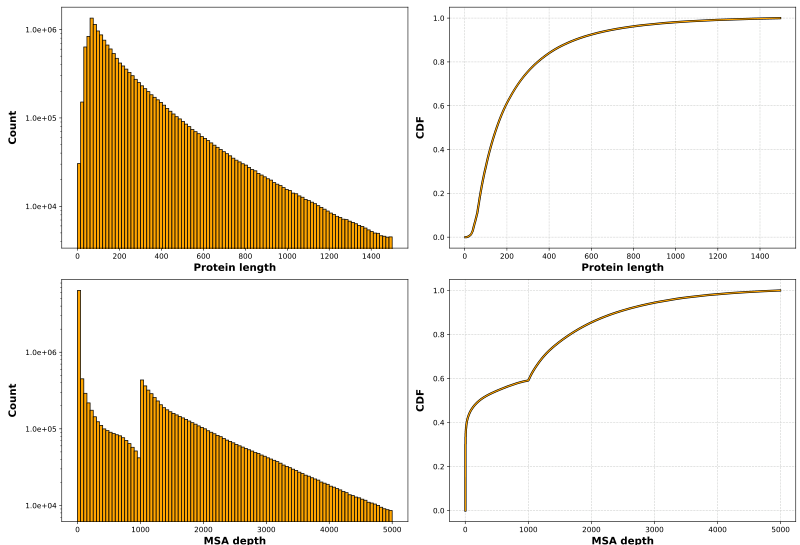 1.0e+06
1.0e+05
1.0e+04
Count
0
200
400
600
800
1000
1200
1400
Protein length
1.0
0.8
0.6
0.4
0.2
0.0
CDF
0
200
400
600
800
1000
1200
1400
Protein length
1.0e+06
1.0e+05
1.0e+04
Count
0
1000
2000
3000
4000
5000
MSA depth
1.0
0.8
0.6
0.4
0.2
0.0
CDF
0
1000
2000
3000
4000
5000
MSA depth